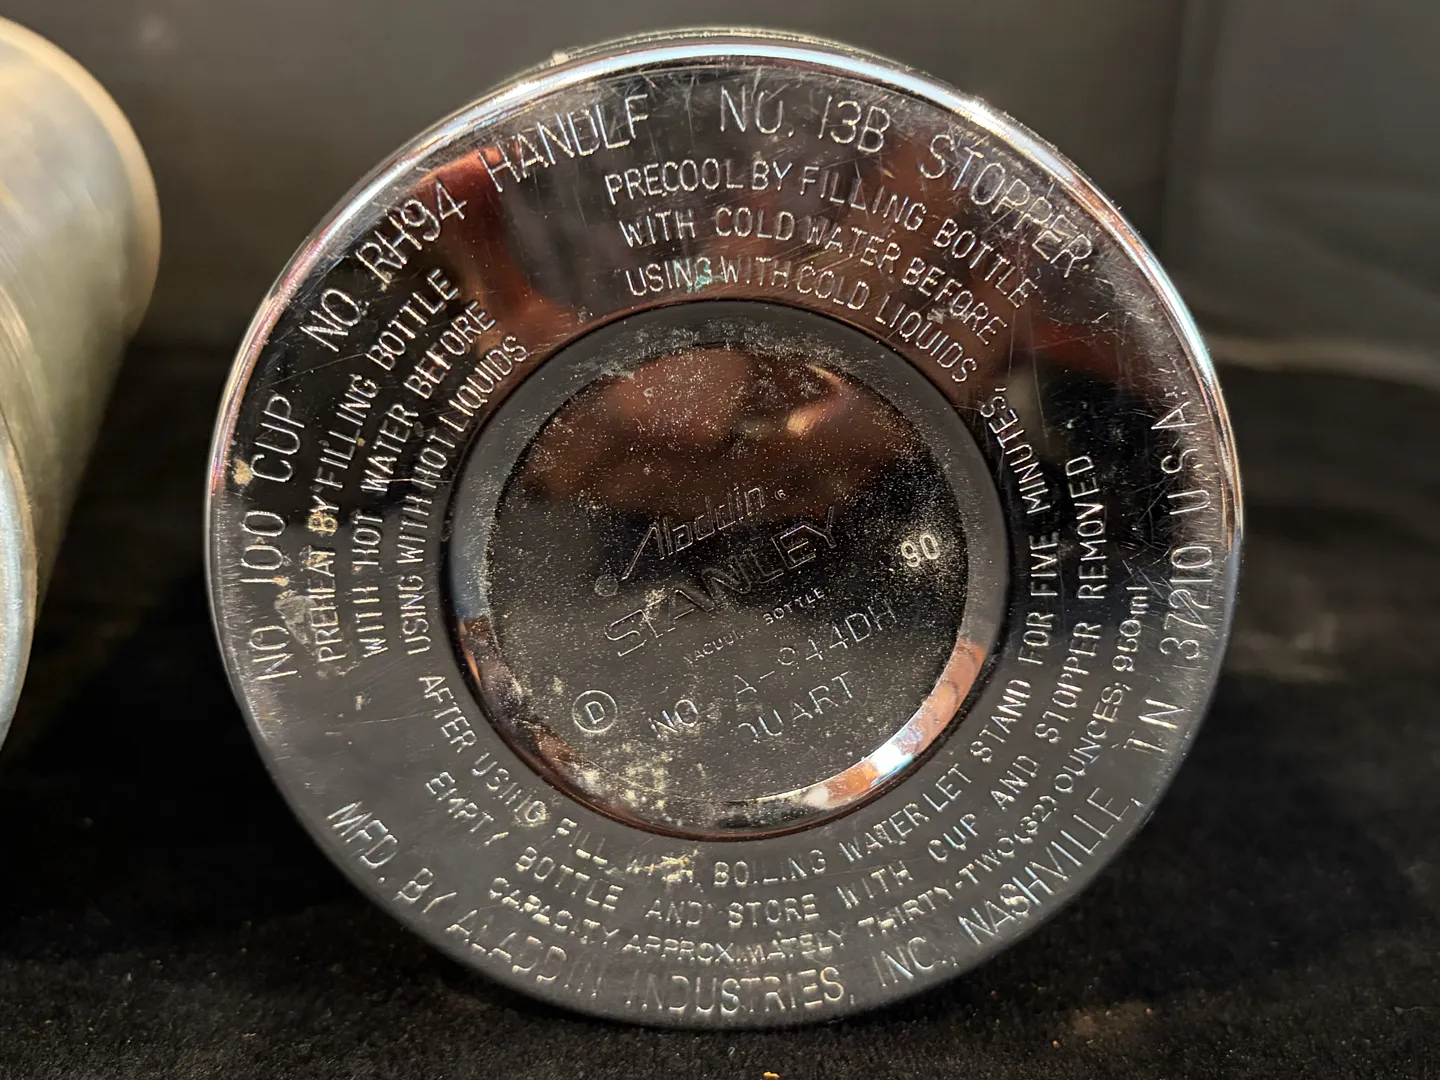 NO. 100 CUP NO. RH94 HANDLE NO. 13B STOPPER
PRECOOL BY FILLING BOTTLE
WITH COLD WATER BEFORE
USING WITH COLD LIQUIDS
PREHEAT BY FILLING BOTTLE
WITH HOT WATER BEFORE
USING WITH HOT LIQUIDS
Aladdin ®
STANLEY
VACUUM BOTTLE
NO. A-944DH
QUART
D
90
AFTER USING FILL WITH BOILING WATER LET STAND FOR FIVE MINUTES,
EMPTY BOTTLE AND STORE WITH CUP AND STOPPER REMOVED
CAPACITY APPROXIMATELY THIRTY-TWO (32) OUNCES; 950ml
MFD. BY ALADDIN INDUSTRIES, INC., NASHVILLE, TN 37210 U.S.A.